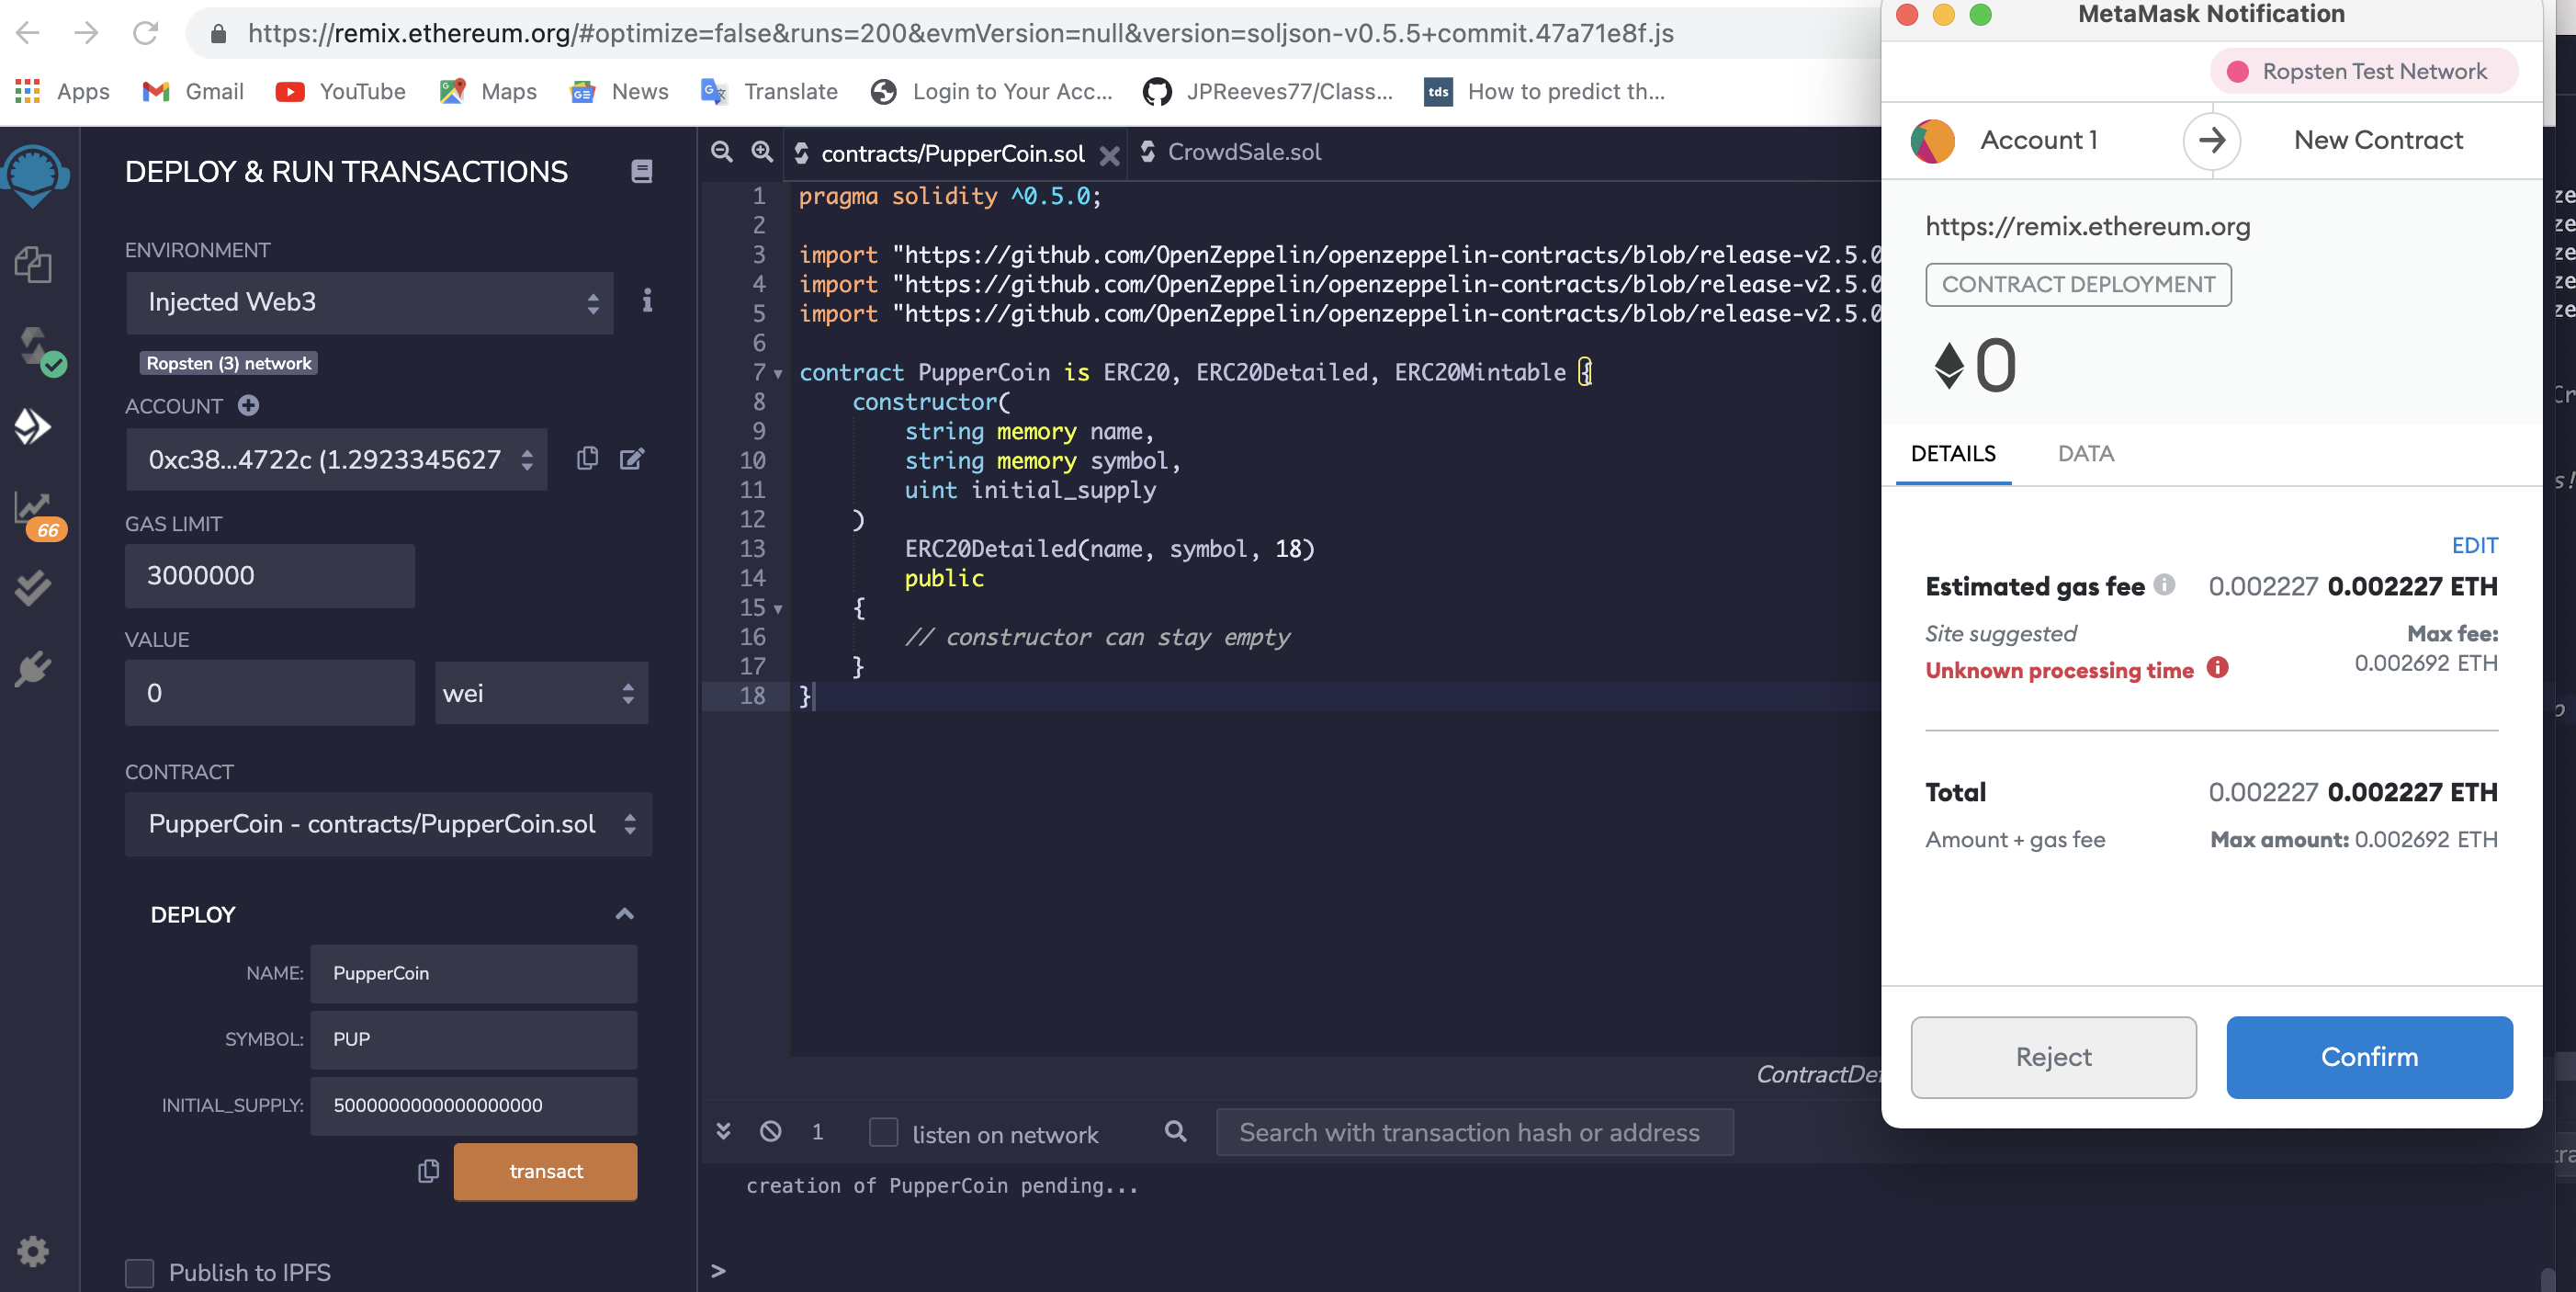 https://remix.ethereum.org/#optimize=false&runs=200&evmVersion=null&version=soljson-v0.5.5+commit.47a71e8f.js
Apps
Gmail
YouTube
Maps
News
Translate
Login to Your Acc...
JPReeves77/Class...
tds
How to predict th...
DEPLOY & RUN TRANSACTIONS
ENVIRONMENT
Injected Web3
Ropsten (3) network
ACCOUNT
0xc38...4722c (1.2923345627
GAS LIMIT
3000000
66
VALUE
0
wei
CONTRACT
PupperCoin - contracts/PupperCoin.sol
DEPLOY
NAME: PupperCoin
SYMBOL: PUP
INITIAL_SUPPLY: 5000000000000000000
transact
Publish to IPFS
contracts/PupperCoin.sol
CrowdSale.sol
1 pragma solidity ^0.5.0;
2
3 import "https://github.com/OpenZeppelin/openzeppelin-contracts/blob/release-v2.5.0
4 import "https://github.com/OpenZeppelin/openzeppelin-contracts/blob/release-v2.5.0
5 import "https://github.com/OpenZeppelin/openzeppelin-contracts/blob/release-v2.5.0
6
7 contract PupperCoin is ERC20, ERC20Detailed, ERC20Mintable {
8 constructor(
9 string memory name,
10 string memory symbol,
11 uint initial_supply
12 )
13 ERC20Detailed(name, symbol, 18)
14 public
15 {
16 // constructor can stay empty
17 }
18 }
ContractDef
1
listen on network
Search with transaction hash or address
creation of PupperCoin pending...
>
MetaMask Notification
Ropsten Test Network
Account 1
New Contract
https://remix.ethereum.org
CONTRACT DEPLOYMENT
0
DETAILS
DATA
EDIT
Estimated gas fee 0.002227 0.002227 ETH
Site suggested Max fee:
Unknown processing time 0.002692 ETH
Total 0.002227 0.002227 ETH
Amount + gas fee Max amount: 0.002692 ETH
Reject
Confirm